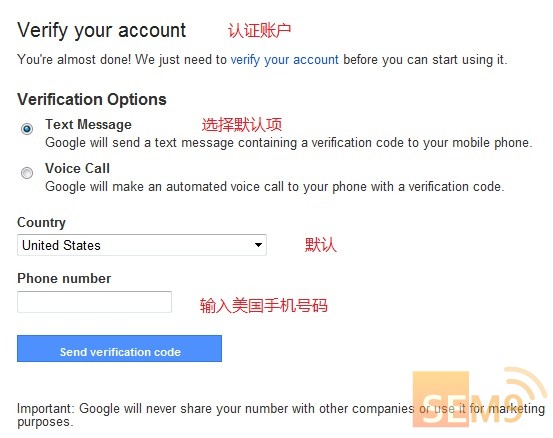 Verify your account 认证账户
You're almost done! We just need to verify your account before you can start using it.
Verification Options
Text Message 选择默认项
Google will send a text message containing a verification code to your mobile phone.
Voice Call
Google will make an automated voice call to your phone with a verification code.
Country
United States 默认
Phone number
输入美国手机号码
Send verification code
SEM9
Important: Google will never share your number with other companies or use it for marketing
purposes.